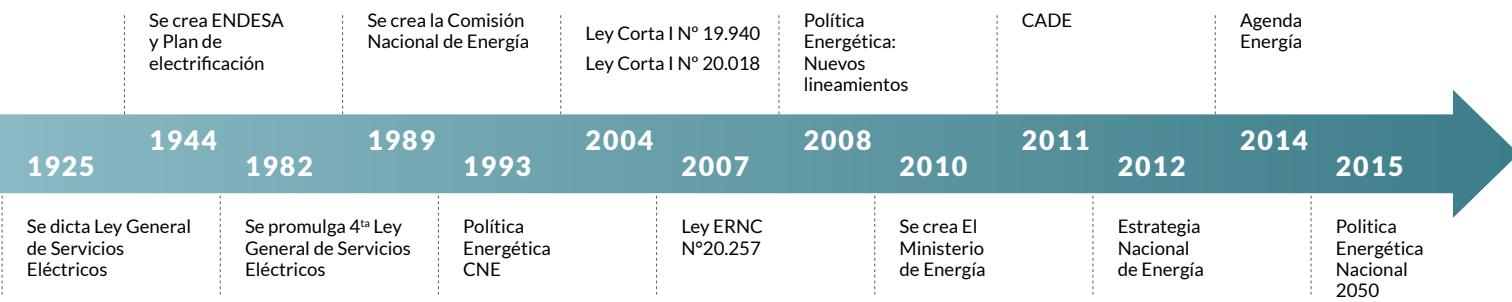 Se crea ENDESA
y Plan de
electrificación
Se crea la Comisión
Nacional de Energía
Ley Corta I Nº 19.940
Ley Corta I Nº 20.018
Política
Energética:
Nuevos
lineamientos
CADE
Agenda
Energía
1925
1944
1982
1989
1993
2004
2007
2008
2010
2011
2012
2014
2015
Se dicta Ley General
de Servicios
Eléctricos
Se promulga 4ta Ley
General de Servicios
Eléctricos
Política
Energética
CNE
Ley ERNC
N°20.257
Se crea El
Ministerio
de Energía
Estrategia
Nacional
de Energía
Politica
Energética
Nacional
2050